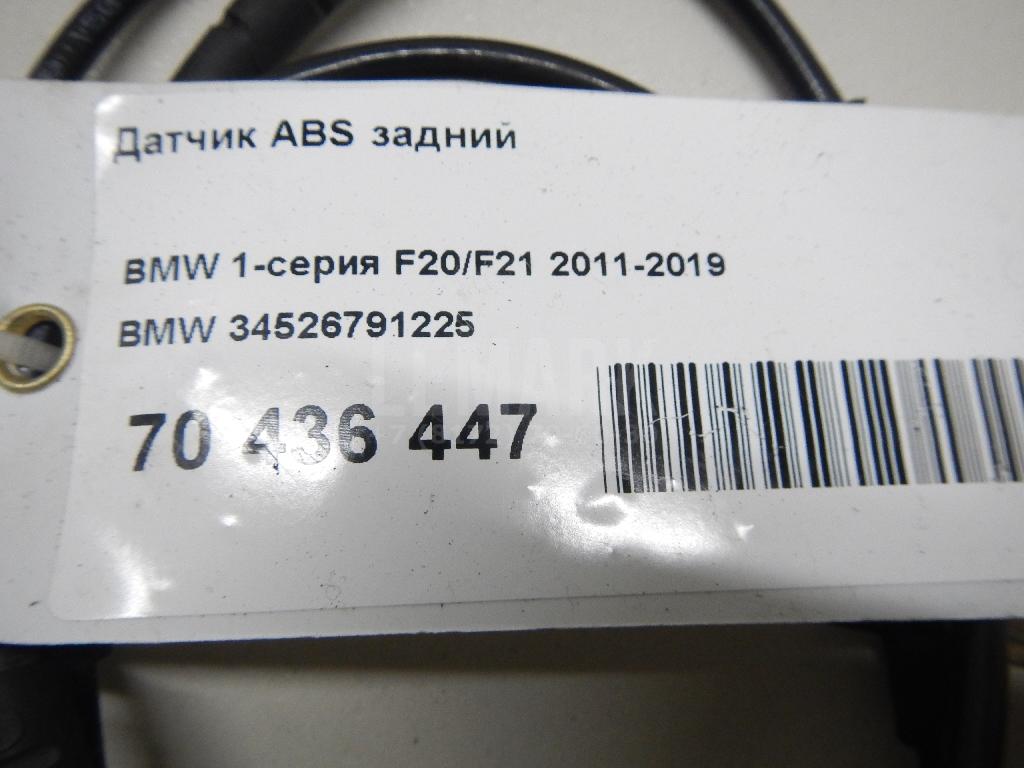 Датчик ABS задний
BMW 1-серия F20/F21 2011-2019
BMW 34526791225
70 436 447